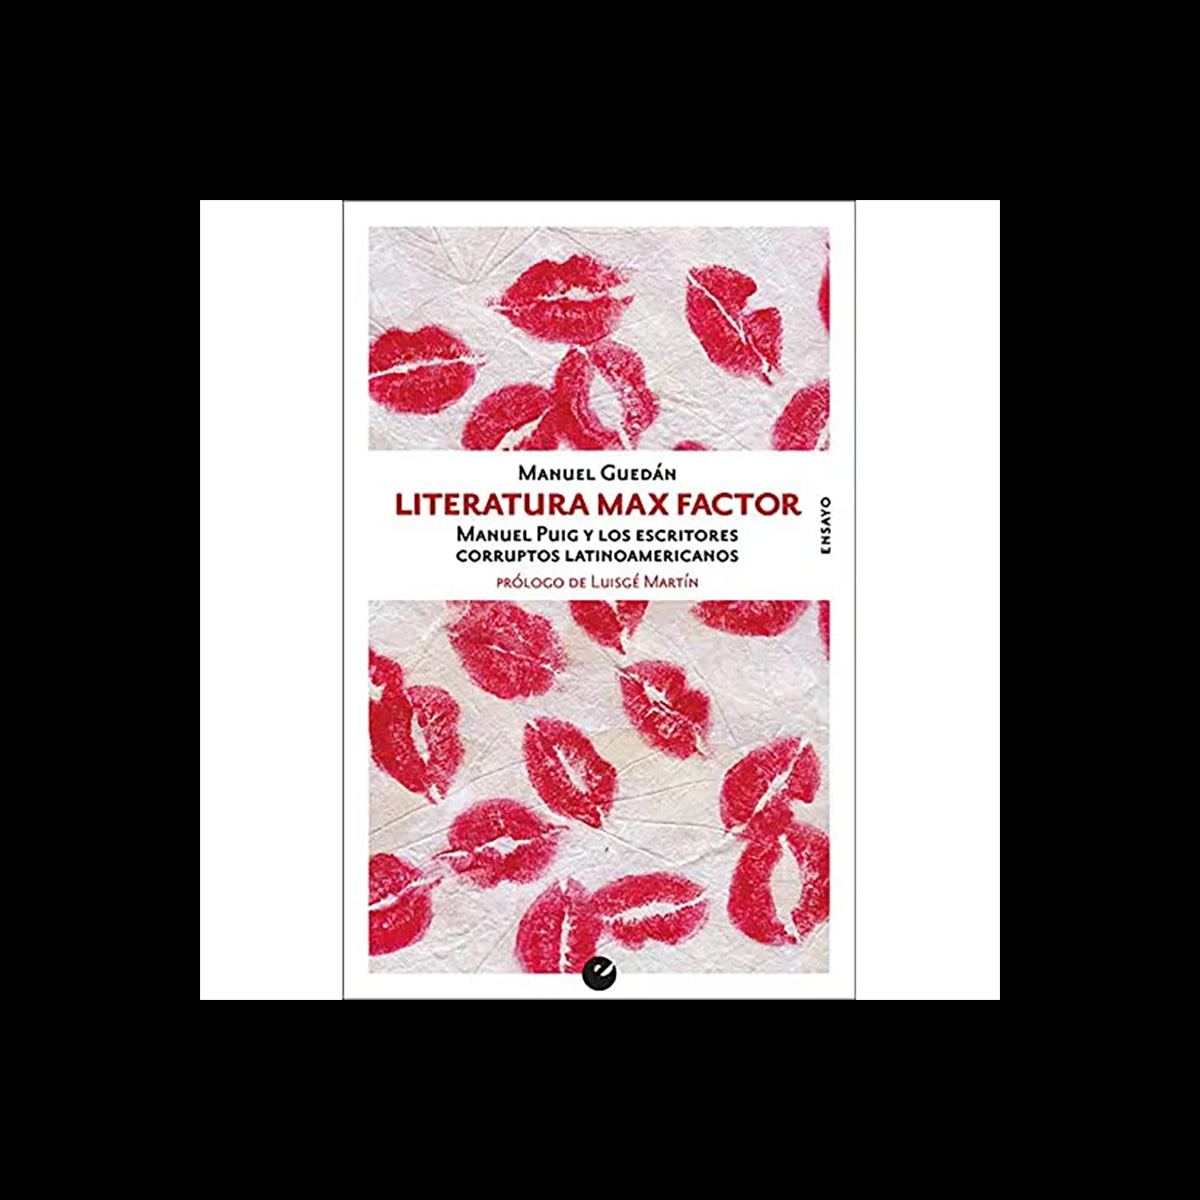 MANUEL GUEDÁN
LITERATURA MAX FACTOR
MANUEL PUIG Y LOS ESCRITORES
CORRUPTOS LATINOAMERICANOS
PRÓLOGO DE LUISGÉ MARTÍN
ENSAYO
e